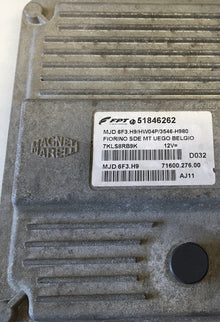 FPT 51846262
MJD 6F3.H9/HW04P/3546-H980
FIORINO SDE MT UEGO BELGIO
7KLS8RB9K 12V=
D032
MJD 6F3.H9 71600.276.00
AJ11
MAGNETI
MARELLI